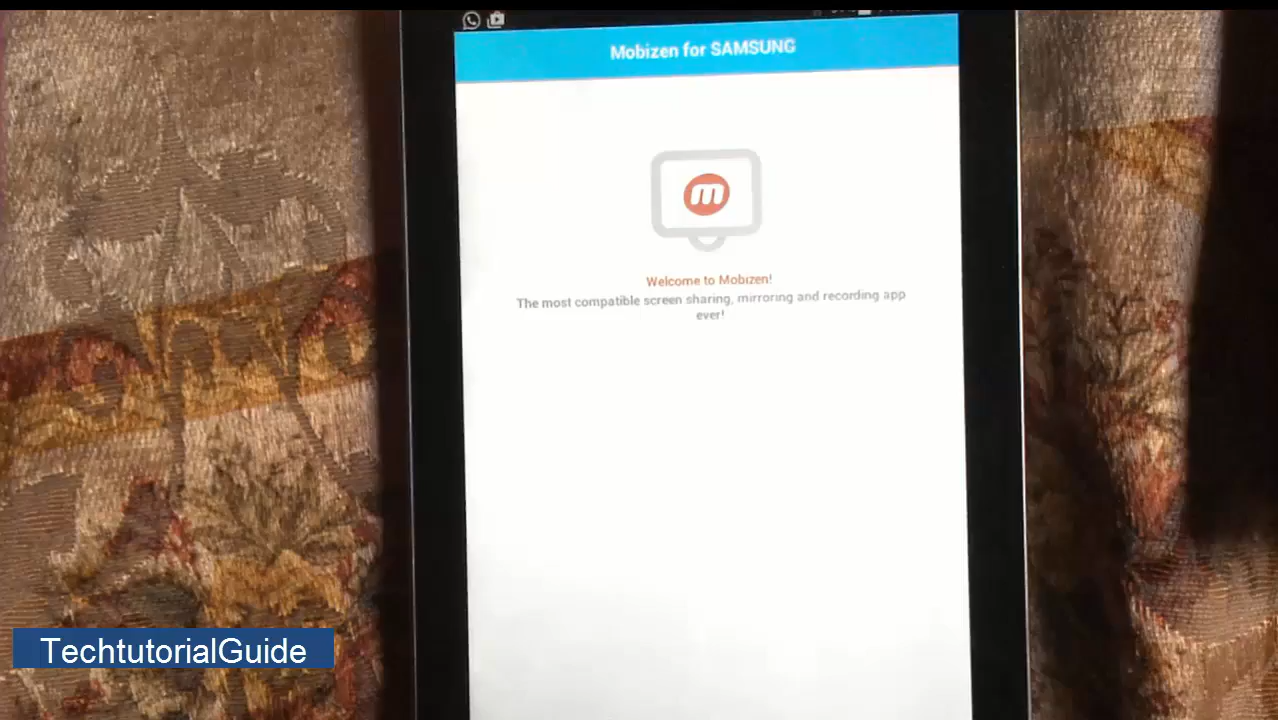 Mobizen for SAMSUNG
m
Welcome to Mobizen!
The most compatible screen sharing, mirroring and recording app
ever!
TechtutorialGuide